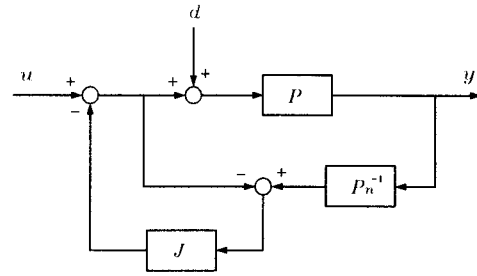 d
u
y
+
+
+
−
P
−
+
P_n^{-1}
J